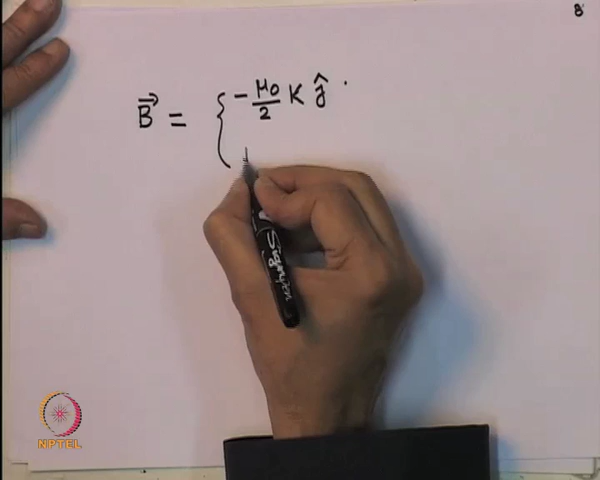 8
B⃗ = { - μ₀/2 K ĵ
NPTEL